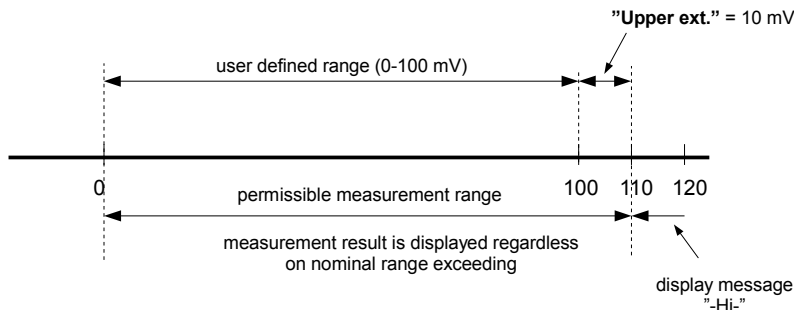 ”Upper ext.” = 10 mV
user defined range (0-100 mV)
0
100
110
120
permissible measurement range
measurement result is displayed regardless
on nominal range exceeding
display message
”-Hi-”